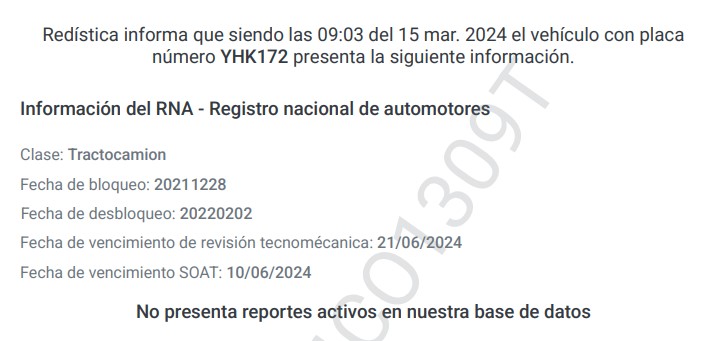 Redística informa que siendo las 09:03 del 15 mar. 2024 el vehículo con placa
número YHK172 presenta la siguiente información.
Información del RNA - Registro nacional de automotores
Clase: Tractocamion
Fecha de bloqueo: 20211228
Fecha de desbloqueo: 20220202
Fecha de vencimiento de revisión tecnomécanica: 21/06/2024
Fecha de vencimiento SOAT: 10/06/2024
No presenta reportes activos en nuestra base de datos
CO1309T